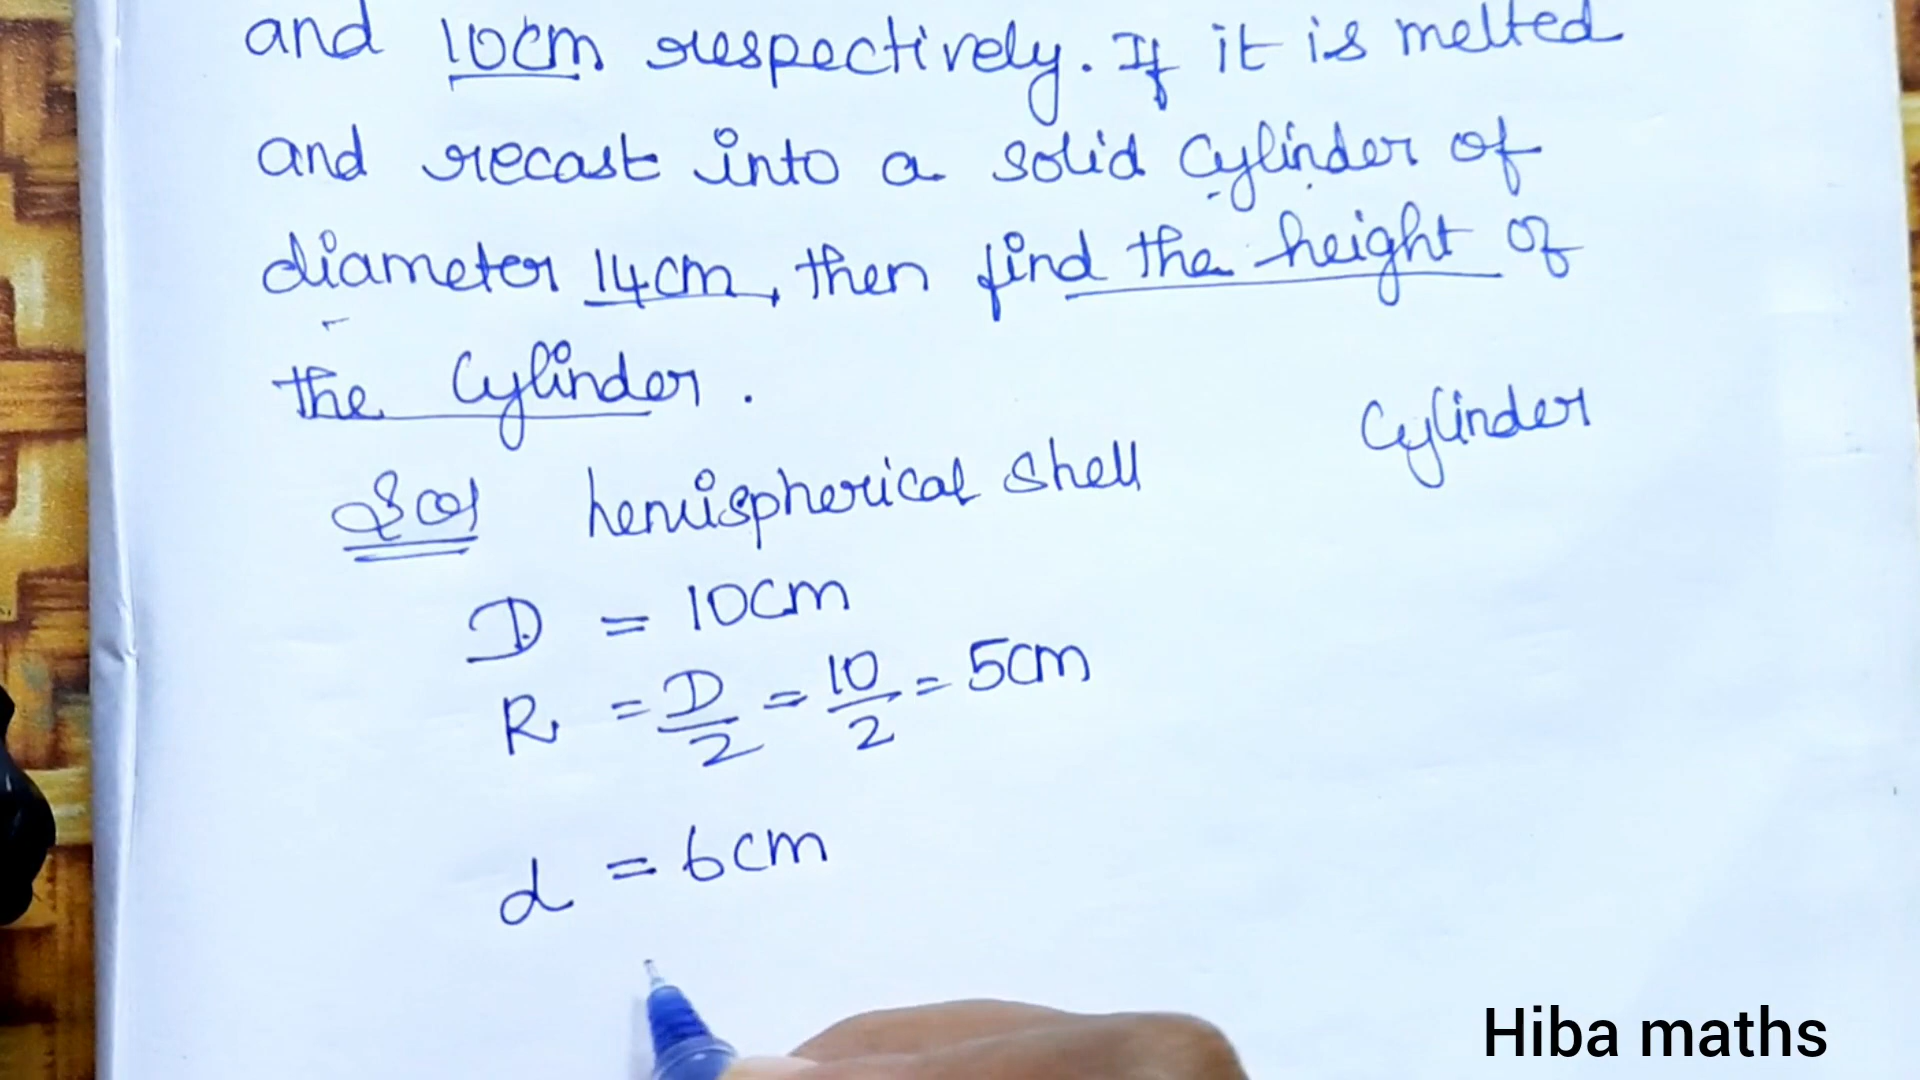 and 10cm respectively. If it is melted
and recast into a solid cylinder of
diameter 14cm, then find the height of
the cylinder.
Cylinder
Sol hemispherical shell
D = 10cm
R = D/2 = 10/2 = 5cm
d = 6cm
Hiba maths